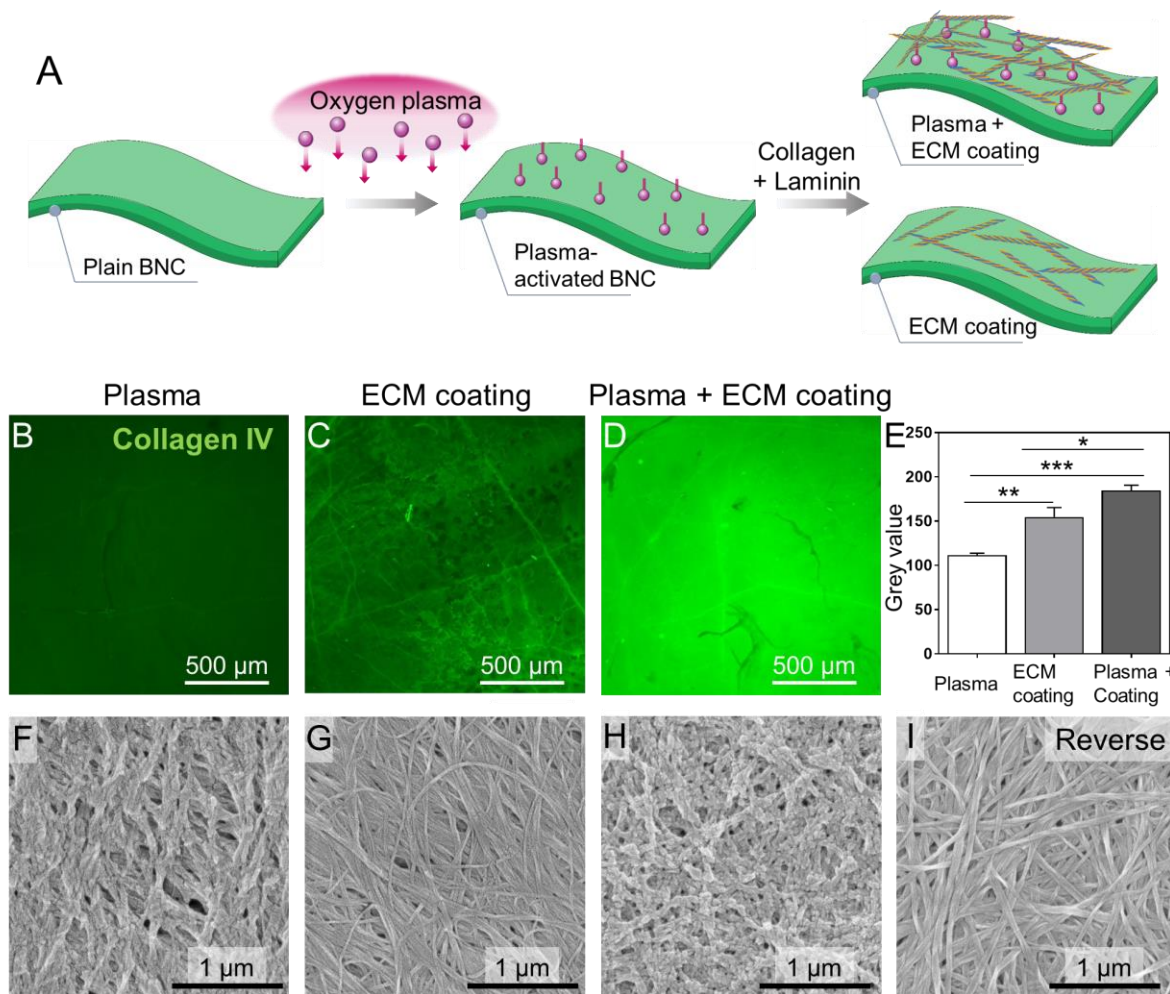 A
Oxygen plasma
Plain BNC
Plasma-
activated BNC
Collagen
+ Laminin
Plasma +
ECM coating
ECM coating
Plasma
ECM coating
Plasma + ECM coating
B
Collagen IV
500 µm
C
500 µm
D
500 µm
E
Grey value
250
200
150
100
50
0
*
***
**
Plasma
ECM
coating
Plasma +
Coating
F
1 µm
G
1 µm
H
1 µm
I
Reverse
1 µm